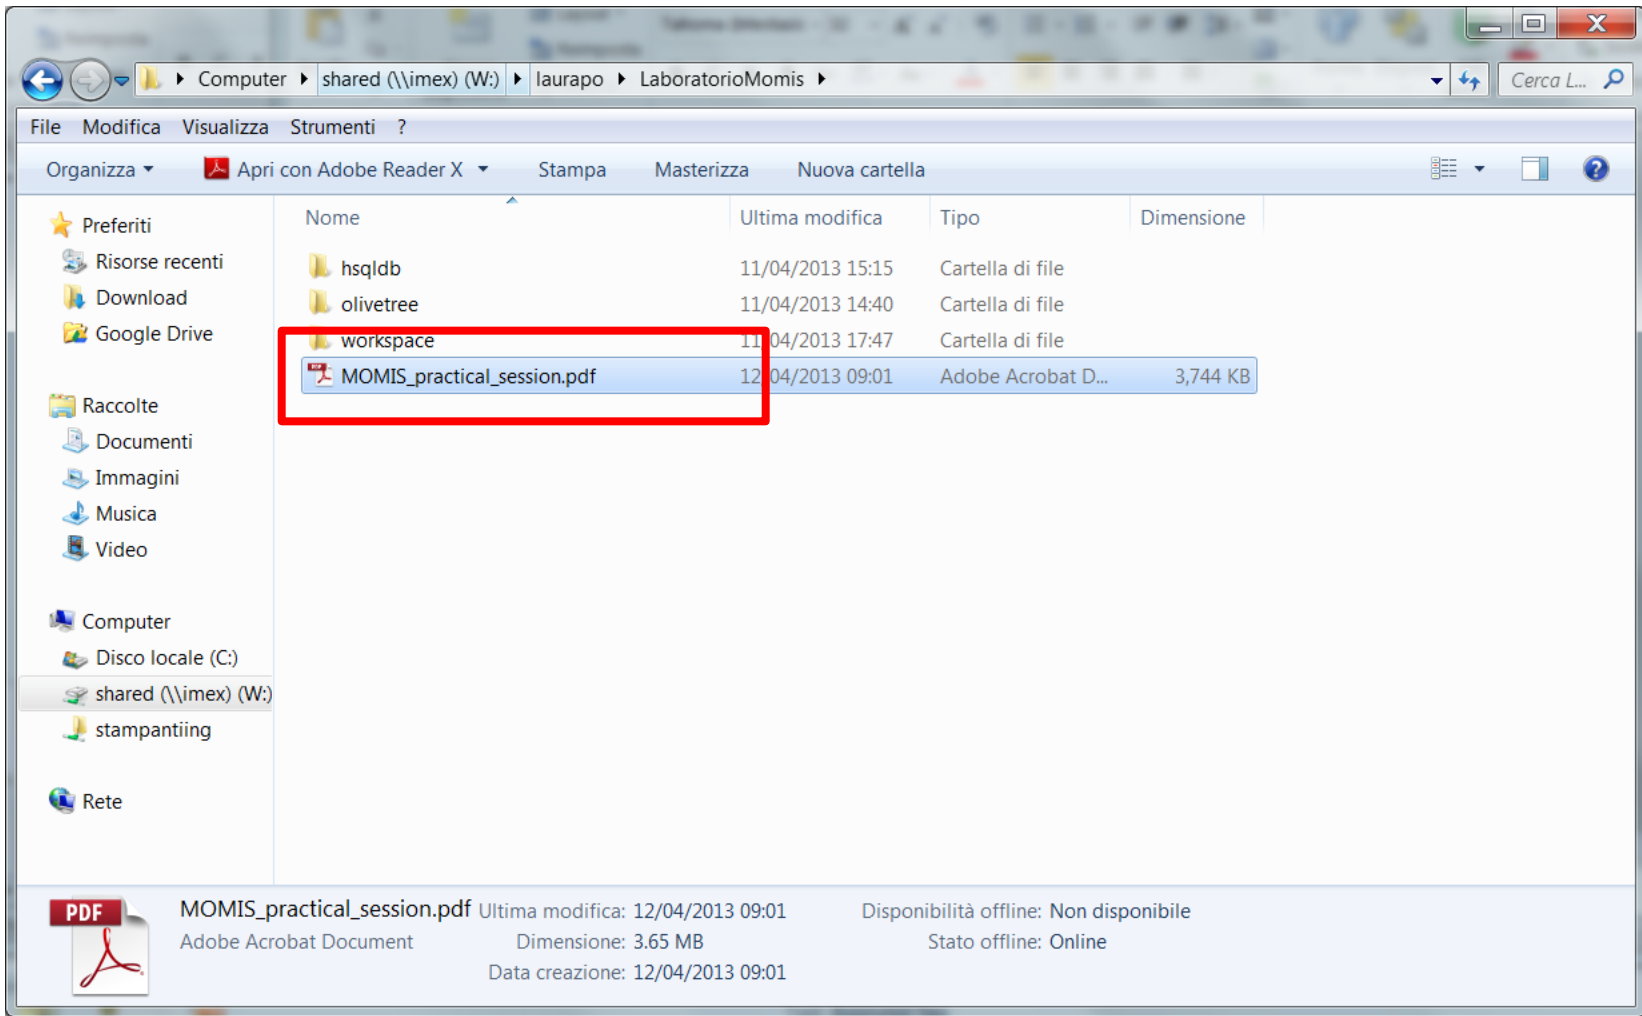 Computer shared (\\imex) (W:) laurapo LaboratorioMomis Cerca L...
File Modifica Visualizza Strumenti ?
Organizza Apri con Adobe Reader X Stampa Masterizza Nuova cartella
Nome Ultima modifica Tipo Dimensione
Preferiti
Risorse recenti
Download
Google Drive
Raccolte
Documenti
Immagini
Musica
Video
Computer
Disco locale (C:)
shared (\\imex) (W:)
stampantiing
Rete
hsqldb 11/04/2013 15:15 Cartella di file
olivetree 11/04/2013 14:40 Cartella di file
workspace 11/04/2013 17:47 Cartella di file
MOMIS_practical_session.pdf 12/04/2013 09:01 Adobe Acrobat D... 3,744 KB
PDF
MOMIS_practical_session.pdf Ultima modifica: 12/04/2013 09:01 Disponibilità offline: Non disponibile
Adobe Acrobat Document Dimensione: 3.65 MB Stato offline: Online
Data creazione: 12/04/2013 09:01